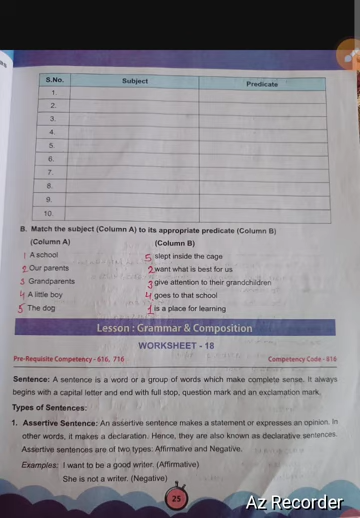 S.No. Subject Predicate
1.
2.
3.
4.
5.
6.
7.
8.
9.
10.
B. Match the subject (Column A) to its appropriate predicate (Column B)
(Column A) (Column B)
1 A school 5 slept inside the cage
2 Our parents 2 want what is best for us
3 Grandparents 3 give attention to their grandchildren
4 A little boy 4 goes to that school
5 The dog 1 is a place for learning
Lesson : Grammar & Composition
WORKSHEET - 18
Pre-Requisite Competency - 616, 716 Competency Code - 816
Sentence: A sentence is a word or a group of words which make complete sense. It always
begins with a capital letter and end with full stop, question mark and an exclamation mark.
Types of Sentences:
1. Assertive Sentence: An assertive sentence makes a statement or expresses an opinion. In
other words, it makes a declaration. Hence, they are also known as declarative sentences.
Assertive sentences are of two types: Affirmative and Negative.
Examples: I want to be a good writer. (Affirmative)
She is not a writer. (Negative)
25
Az Recorder